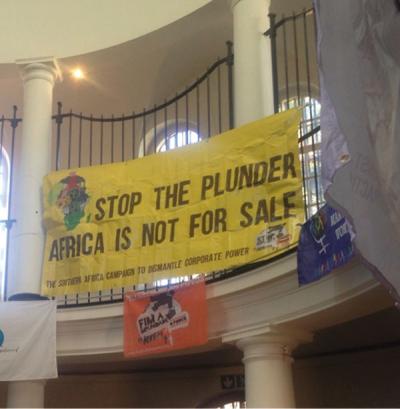 STOP THE PLUNDER
AFRICA IS NOT FOR SALE
THE SOUTHERN AFRICA CAMPAIGN TO DISMANTLE CORPORATE POWER